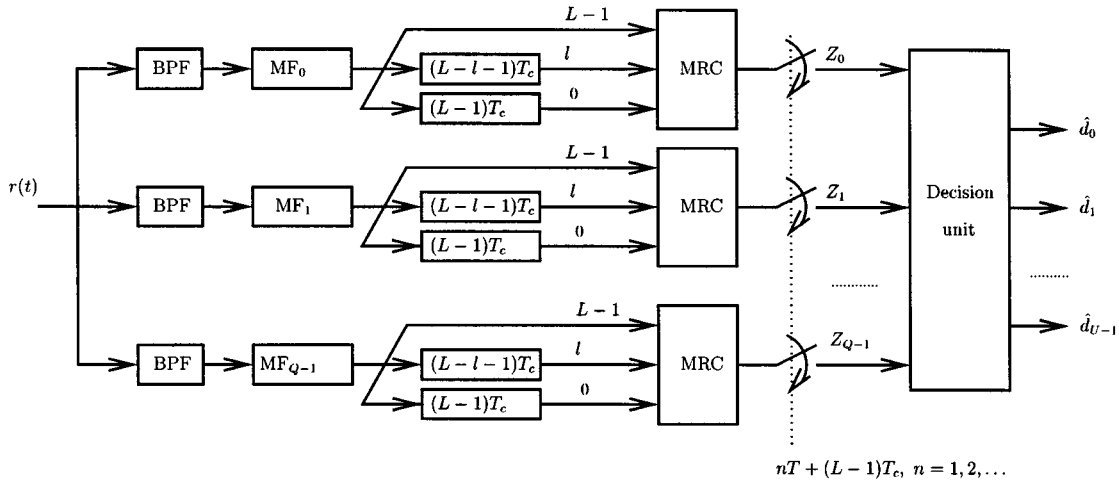 L − 1
BPF
MF₀
(L − l − 1)T_c
l
(L − 1)T_c
0
MRC
Z₀
d̂₀
r(t)
L − 1
BPF
MF₁
(L − l − 1)T_c
l
(L − 1)T_c
0
MRC
Z₁
Decision
unit
d̂₁
L − 1
BPF
MF_{Q−1}
(L − l − 1)T_c
l
(L − 1)T_c
0
MRC
Z_{Q−1}
d̂_{U−1}
nT + (L − 1)T_c, n = 1, 2, …